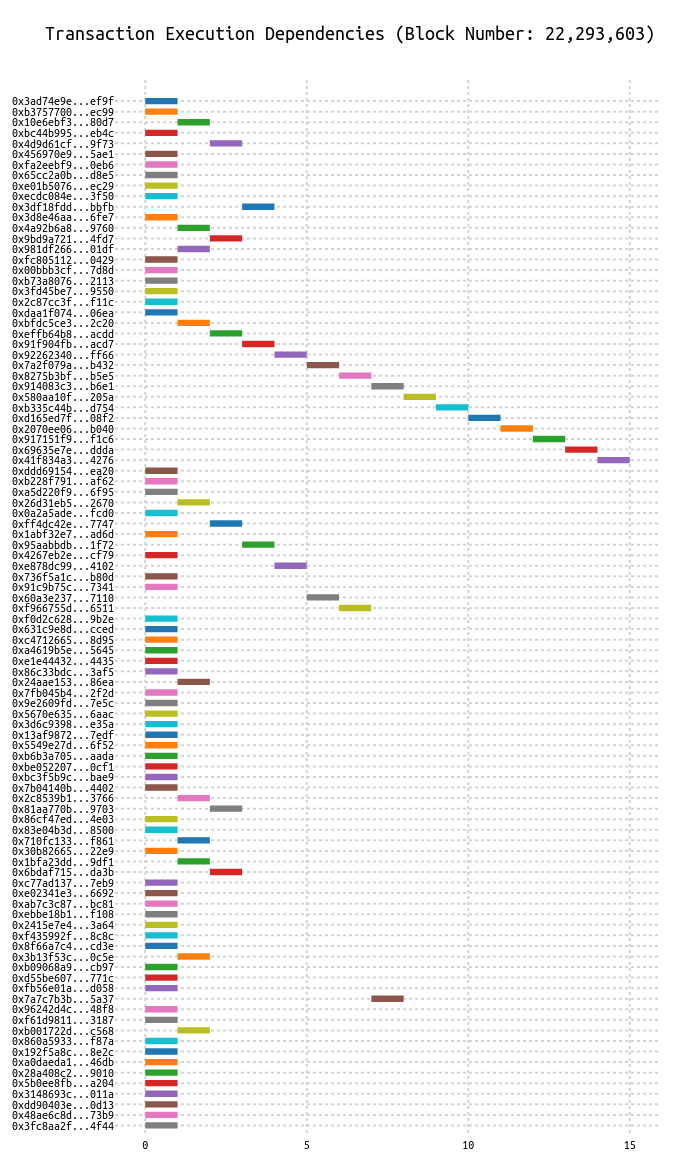 Transaction Execution Dependencies (Block Number: 22,293,603)
0x3ad74e9e...ef9f
0xb3757700...ec99
0x10e6ebf3...80d7
0xbc44b995...eb4c
0x4d9d61cf...9f73
0x456970e9...5ae1
0xfa2eebf9...0eb6
0x65cc2a0b...d8e5
0xe01b5076...ec29
0xecdc084e...3f50
0x3df18fdd...bbfb
0x3d8e46aa...6fe7
0x4a92b6a8...9760
0x9bd9a721...4fd7
0x981df266...01df
0xfc805112...0429
0x00bbb3cf...7d8d
0xb73a8076...2113
0x3fd45be7...9550
0x2c87cc3f...f11c
0xdaa1f074...06ea
0xbfdc5ce3...2c20
0xeffb64b8...acdd
0x91f904fb...acd7
0x92262340...ff66
0x7a2f079a...b432
0x8275b3bf...b5e5
0x914083c3...b6e1
0x580aa10f...205a
0xb335c44b...d754
0xd165ed7f...08f2
0x2070ee06...b040
0x917151f9...f1c6
0x69635e7e...ddda
0x41f834a3...4276
0xddd69154...ea20
0xb228f791...af62
0xa5d220f9...6f95
0x26d31eb5...2670
0x0a2a5ade...fcd0
0xff4dc42e...7747
0x1abf32e7...ad6d
0x95aabbdb...1f72
0x4267eb2e...cf79
0xe878dc99...4102
0x736f5a1c...b80d
0x91c9b75c...7341
0x60a3e237...7110
0xf966755d...6511
0xf0d2c628...9b2e
0x631c9e8d...cced
0xc4712665...8d95
0xa4619b5e...5645
0xe1e44432...4435
0x86c33bdc...3af5
0x24aae153...86ea
0x7fb045b4...2f2d
0x9e2609fd...7e5c
0x5670e635...6aac
0x3d6c9398...e35a
0x13af9872...7edf
0x5549e27d...6f52
0xb6b3a705...aada
0xbe052207...0cf1
0xbc3f5b9c...bae9
0x7b04140b...4402
0x2c8539b1...3766
0x81aa770b...9703
0x86cf47ed...4e03
0x83e04b3d...8500
0x710fc133...f861
0x30b82665...22e9
0x1bfa23dd...9df1
0x6bdaf715...da3b
0xc77ad137...7eb9
0xe02341e3...6692
0xab7c3c87...bc81
0xebbe18b1...f108
0x2415e7e4...3a64
0xf435992f...8c8c
0x8f66a7c4...cd3e
0x3b13f53c...0c5e
0xb09068a9...cb97
0xd55be607...771c
0xfb56e01a...d058
0x7a7c7b3b...5a37
0x96242d4c...48f8
0xf61d9811...3187
0xb001722d...c568
0x860a5933...f87a
0x192f5a8c...8e2c
0xa0daeda1...46db
0x28a408c2...9010
0x5b0ee8fb...a204
0x3148693c...011a
0xdd90403e...0d13
0x48ae6c8d...73b9
0x3fc8aa2f...4f44
0 5 10 15